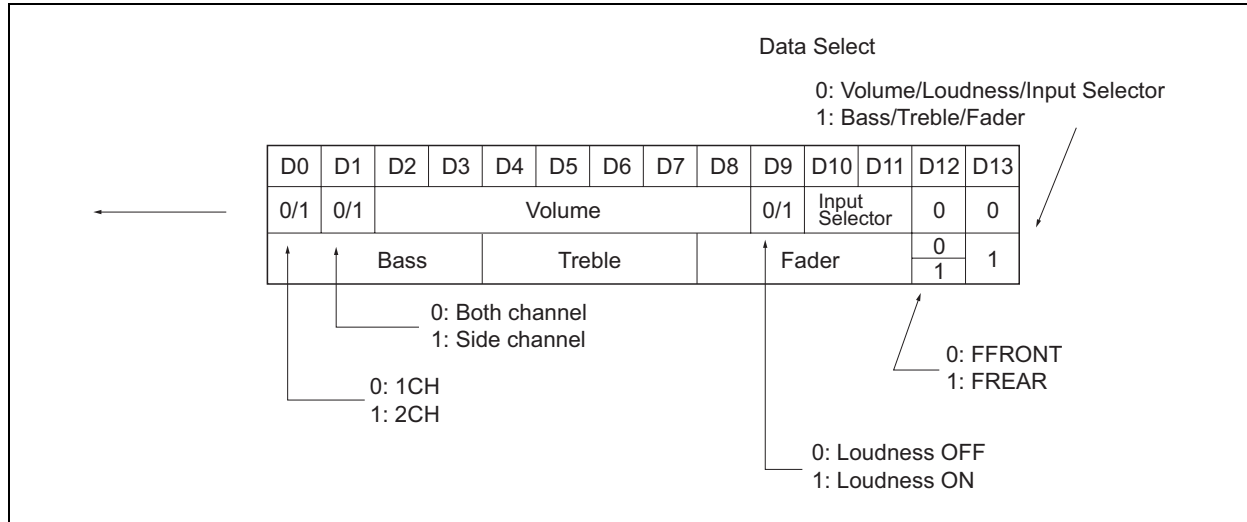 Data Select
0: Volume/Loudness/Input Selector
1: Bass/Treble/Fader
D0 D1 D2 D3 D4 D5 D6 D7 D8 D9 D10 D11 D12 D13
0/1 0/1 Volume 0/1 Input Selector 0 0
Bass Treble Fader 0 1 1
0: Both channel
1: Side channel
0: FFRONT
1: FREAR
0: 1CH
1: 2CH
0: Loudness OFF
1: Loudness ON